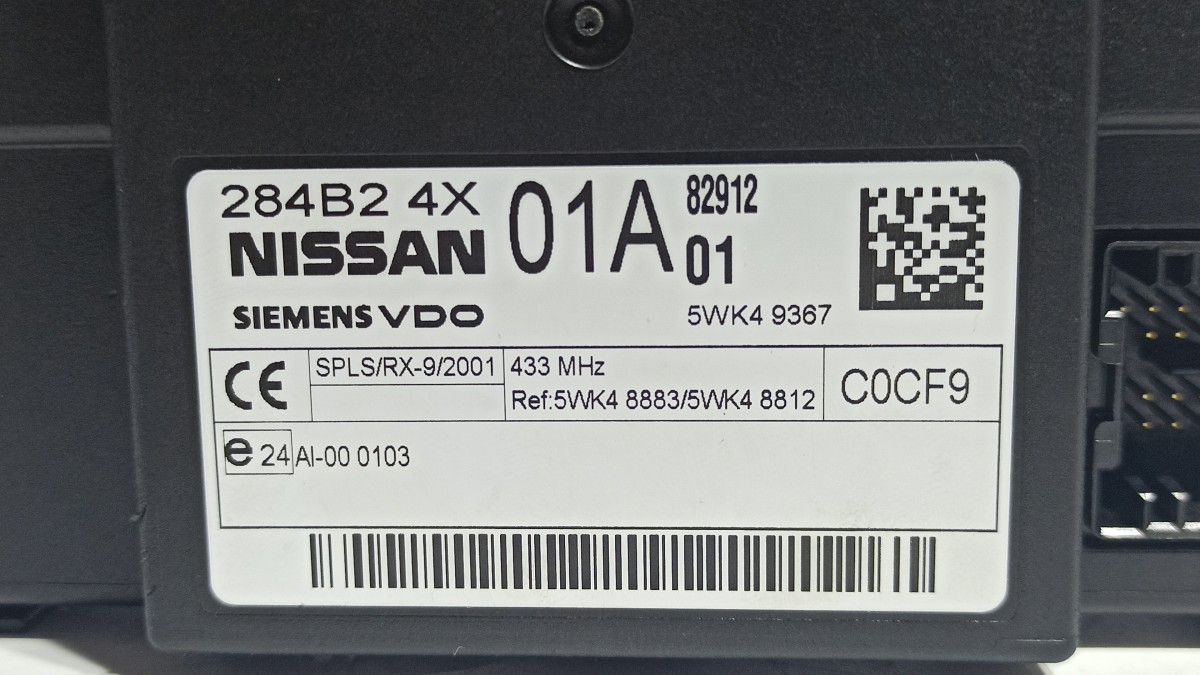 284B2 4X 01A 82912
NISSAN 01
SIEMENS VDO 5WK4 9367
CE SPLS/RX-9/2001 433 MHz C0CF9
Ref:5WK4 8883/5WK4 8812
e 24 AI-00 0103